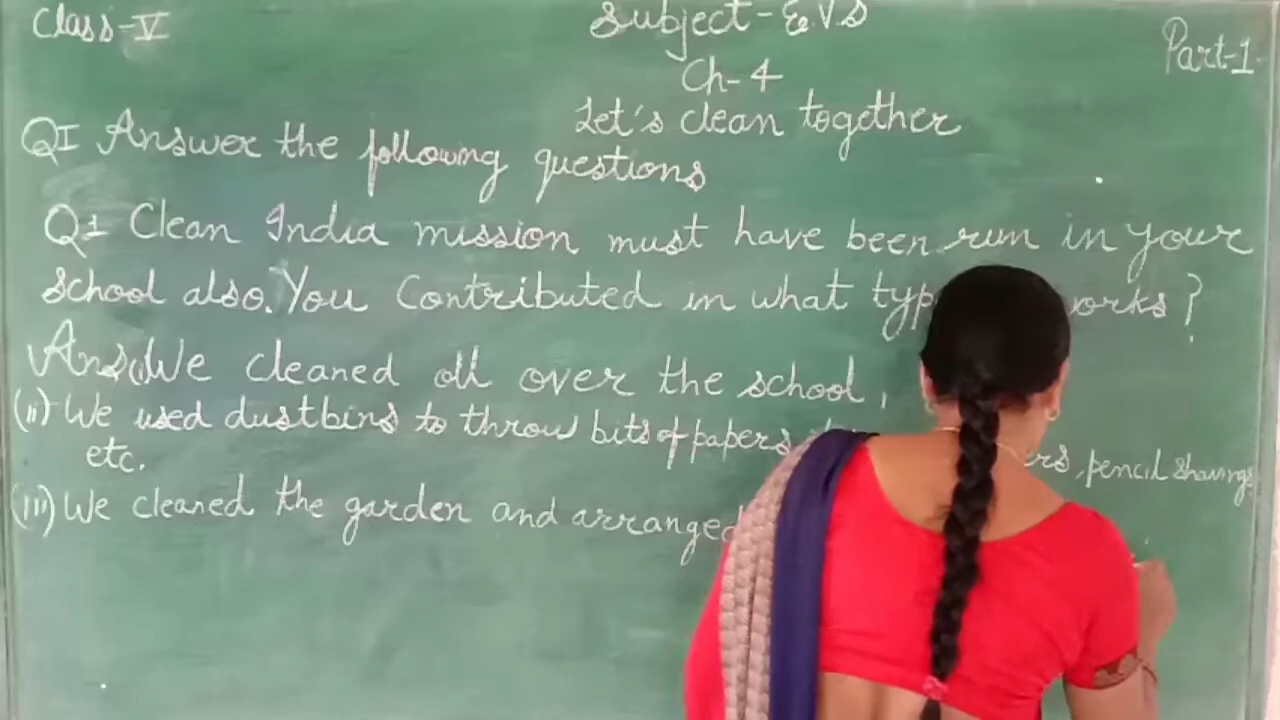 Class-V
Subject- E.V.S
Part-1
Ch-4
Let's clean together
QI Answer the following questions
Q1 Clean India mission must have been run in your
school also. You Contributed in what typ orks?
Ans(i) We cleaned all over the school,
(ii) We used dustbins to throw bits of papers ers, pencil shavings
etc.
(iii) We cleaned the garden and arranged